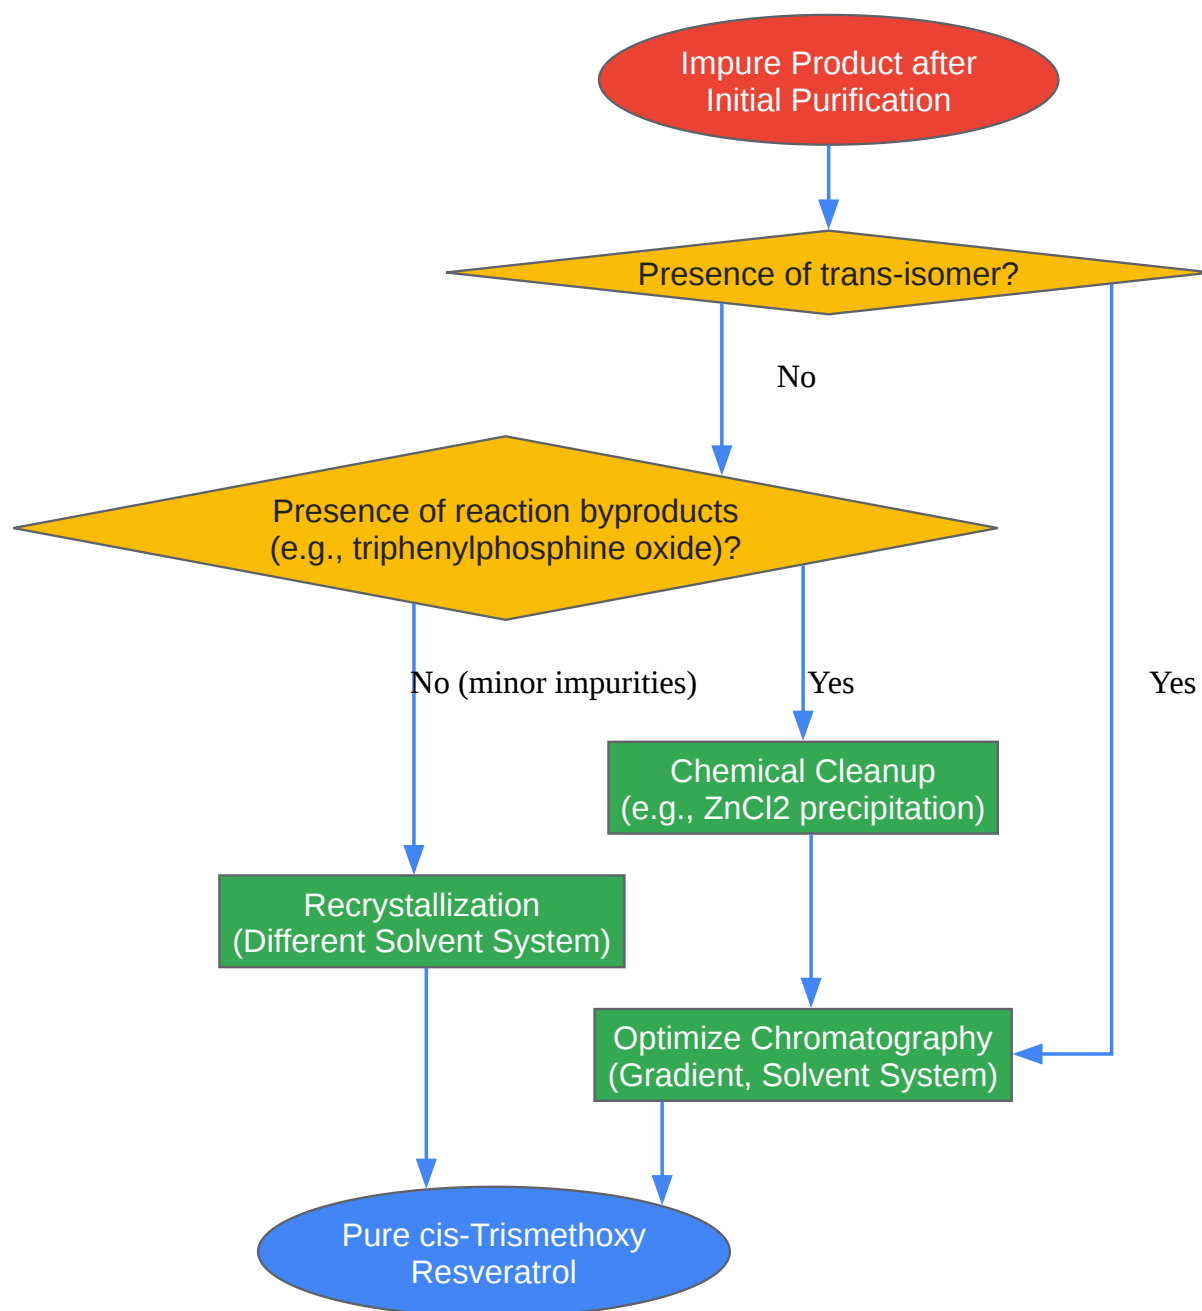 Impure Product after
Initial Purification
Presence of trans-isomer?
No
Presence of reaction byproducts
(e.g., triphenylphosphine oxide)?
No (minor impurities)
Yes
Yes
Chemical Cleanup
(e.g., ZnCl2 precipitation)
Recrystallization
(Different Solvent System)
Optimize Chromatography
(Gradient, Solvent System)
Pure cis-Trismethoxy
Resveratrol